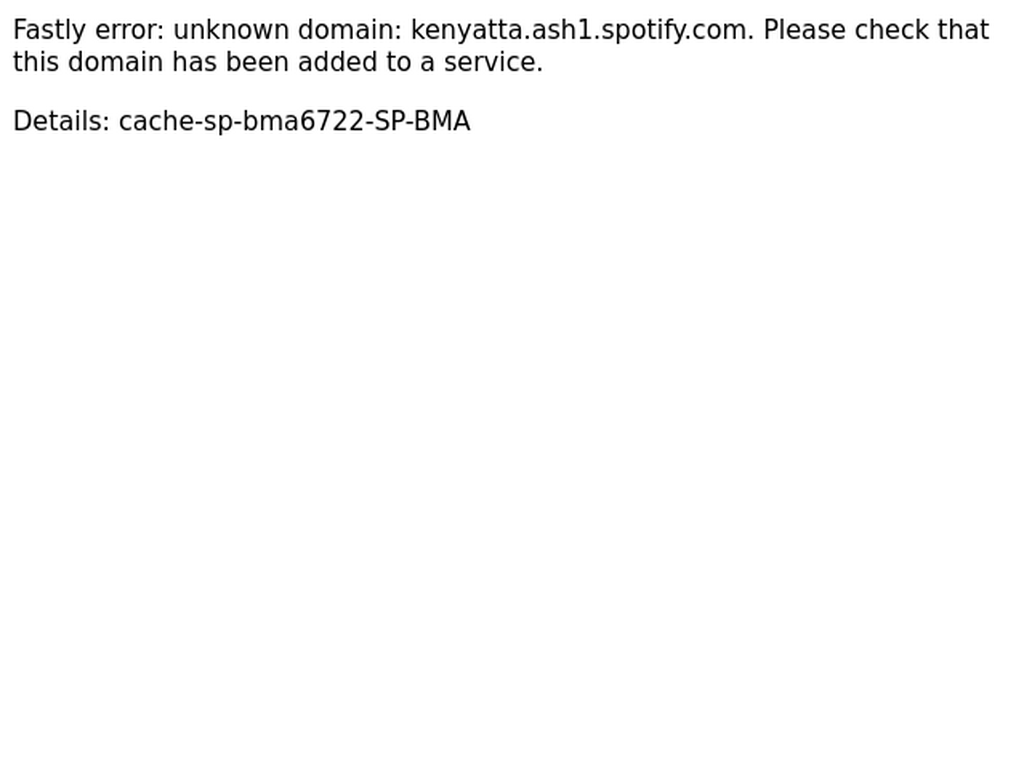 Fastly error: unknown domain: kenyatta.ash1.spotify.com. Please check that
this domain has been added to a service.
Details: cache-sp-bma6722-SP-BMA